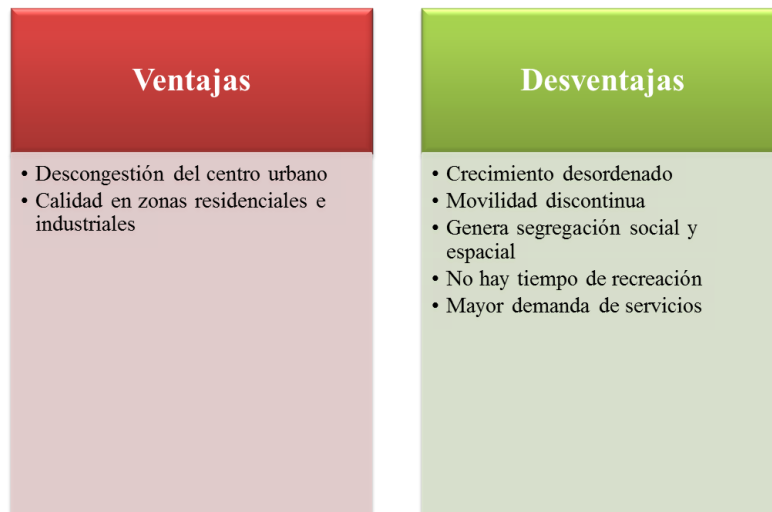 Ventajas
• Descongestión del centro urbano
• Calidad en zonas residenciales e
industriales
Desventajas
• Crecimiento desordenado
• Movilidad discontinua
• Genera segregación social y
espacial
• No hay tiempo de recreación
• Mayor demanda de servicios